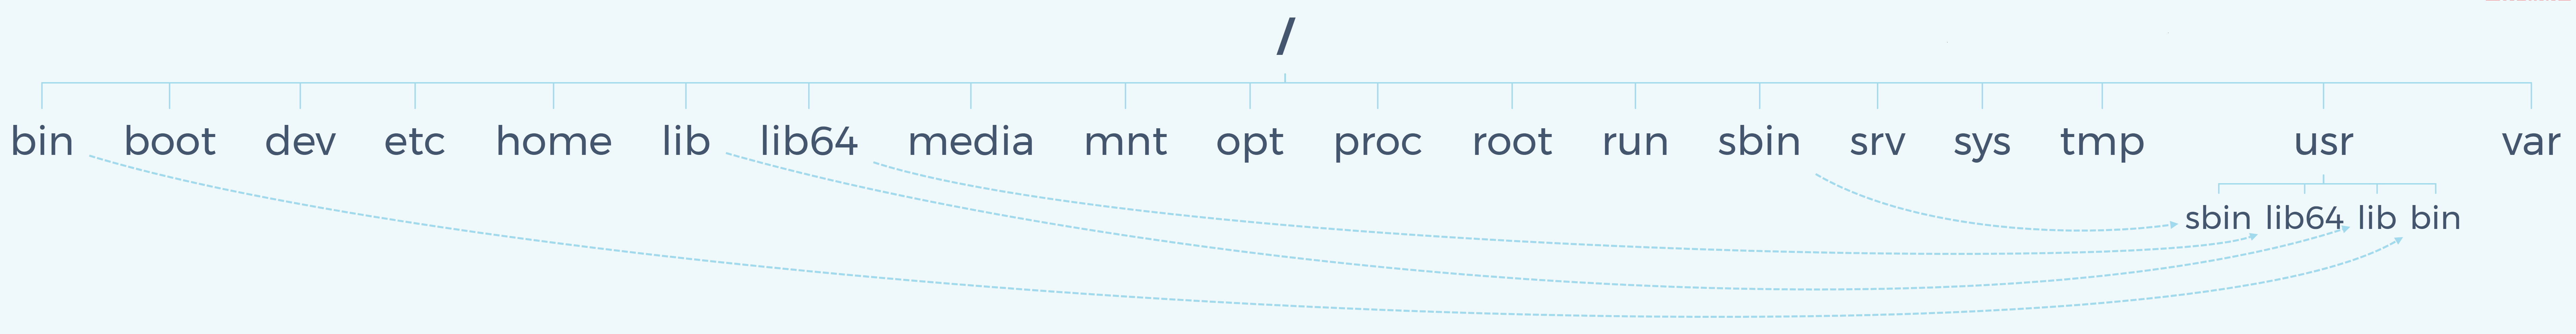 /
bin boot dev etc home lib lib64 media mnt opt proc root run sbin srv sys tmp usr var
sbin lib64 lib bin